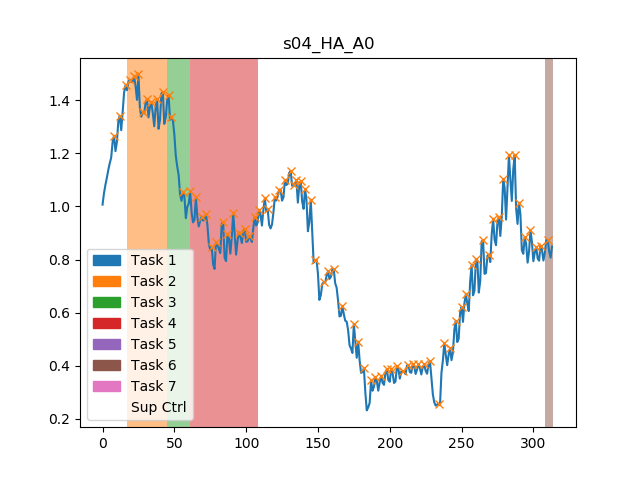 s04_HA_A0
1.4
1.2
1.0
0.8
0.6
0.4
0.2
Task 1
Task 2
Task 3
Task 4
Task 5
Task 6
Task 7
Sup Ctrl
0 50 100 150 200 250 300